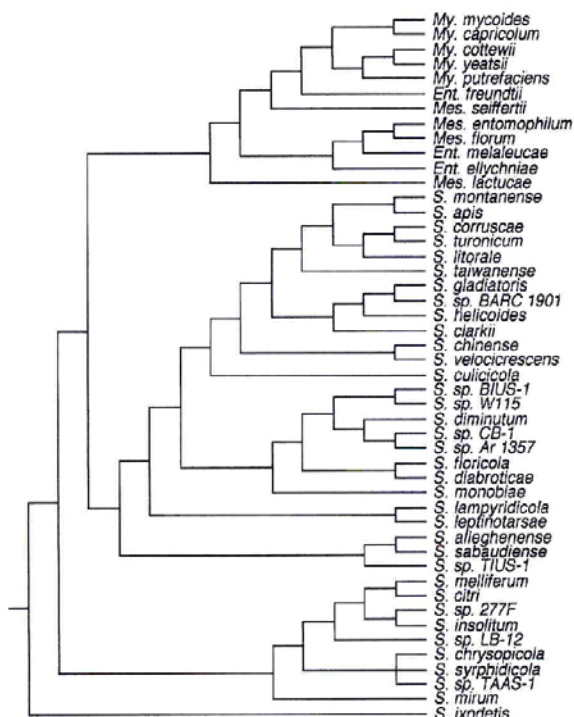 My. mycoides
My. capricolum
My. cottewii
My. yeatsii
My. putrefaciens
Ent. freundtii
Mes. seiffertii
Mes. entomophilum
Mes. florum
Ent. melaleucae
Ent. ellychniae
Mes. lactucae
S. montanense
S. apis
S. corruscae
S. turonicum
S. litorale
S. taiwanense
S. gladiatoris
S. sp. BARC 1901
S. helicoides
S. clarkii
S. chinense
S. velocicrescens
S. culicicola
S. sp. BIUS-1
S. sp. W115
S. diminutum
S. sp. CB-1
S. sp. Ar 1357
S. floricola
S. diabroticae
S. monobiae
S. lampyridicola
S. leptinotarsae
S. alleghenense
S. sabaudiense
S. sp. TIUS-1
S. melliferum
S. citri
S. sp. 277F
S. insolitum
S. sp. LB-12
S. chrysopicola
S. syrphidicola
S. sp. TAAS-1
S. mirum
S. ixodetis